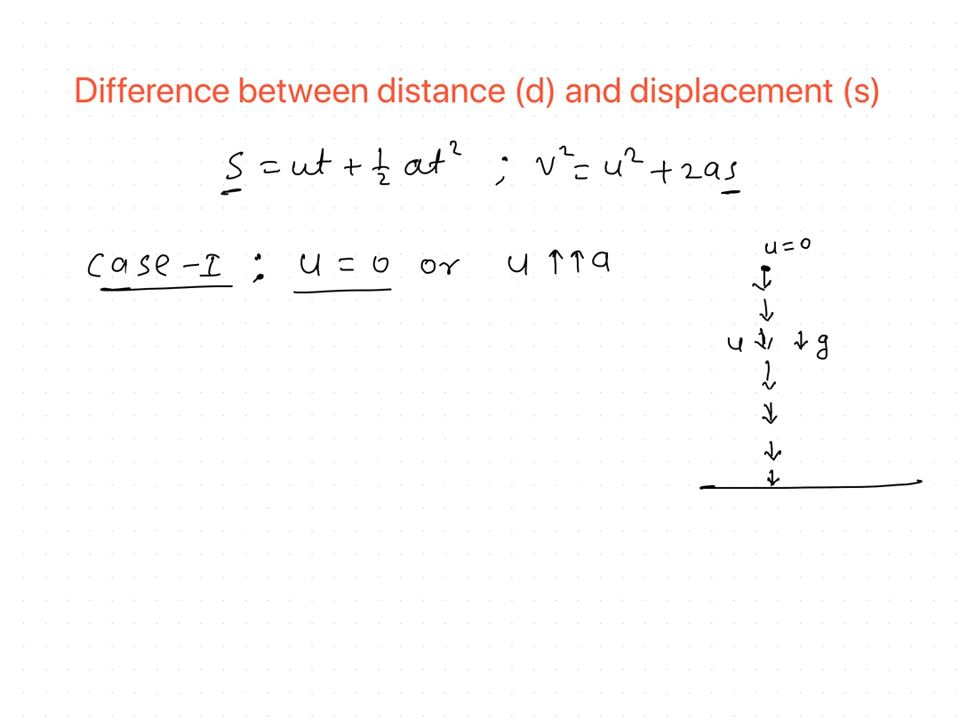 Difference between distance (d) and displacement (s)
S = ut + 1/2 at² ; v² = u² + 2as
Case-I : u = 0 or u ↑↑ a
u = 0
u ↓ ↓ g